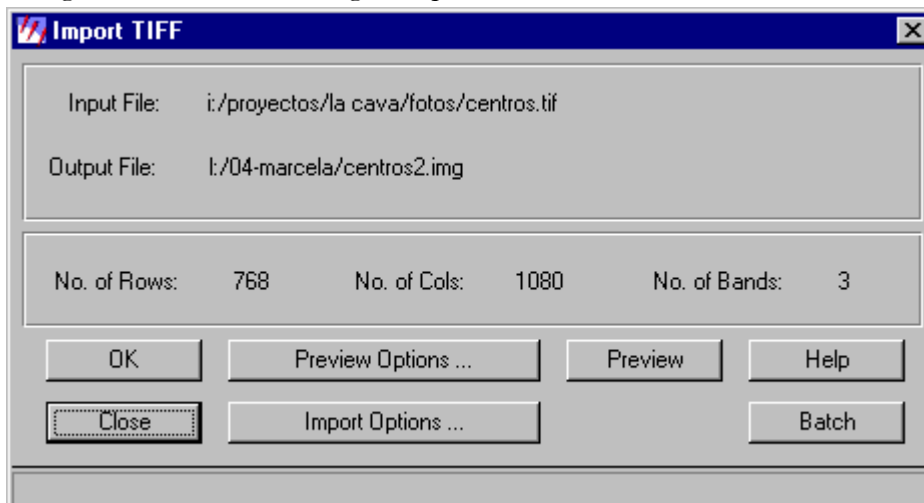 Import TIFF
Input File: i:/proyectos/la cava/fotos/centros.tif
Output File: l:/04-marcela/centros2.img
No. of Rows: 768 No. of Cols: 1080 No. of Bands: 3
OK Preview Options ... Preview Help
Close Import Options ... Batch